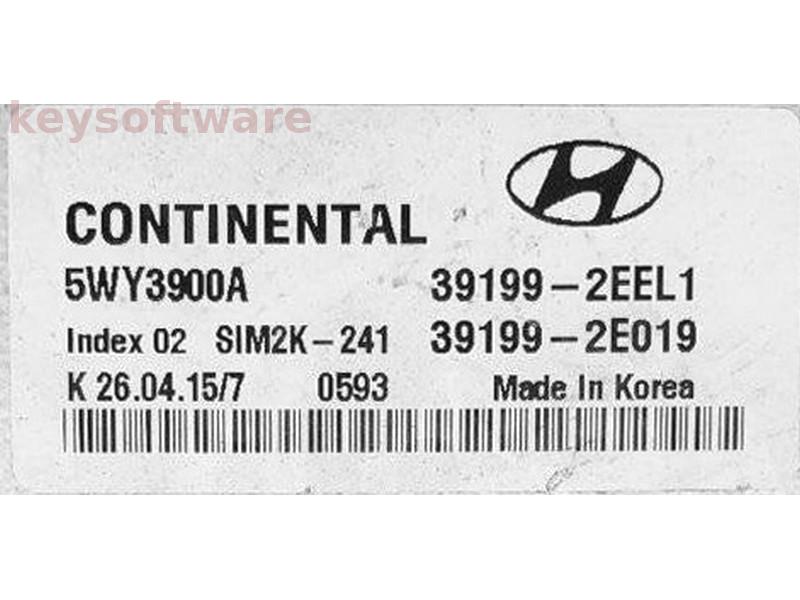 keysoftware
CONTINENTAL
5WY3900A 39199-2EEL1
Index 02 SIM2K-241 39199-2E019
K 26.04.15/7 0593 Made In Korea